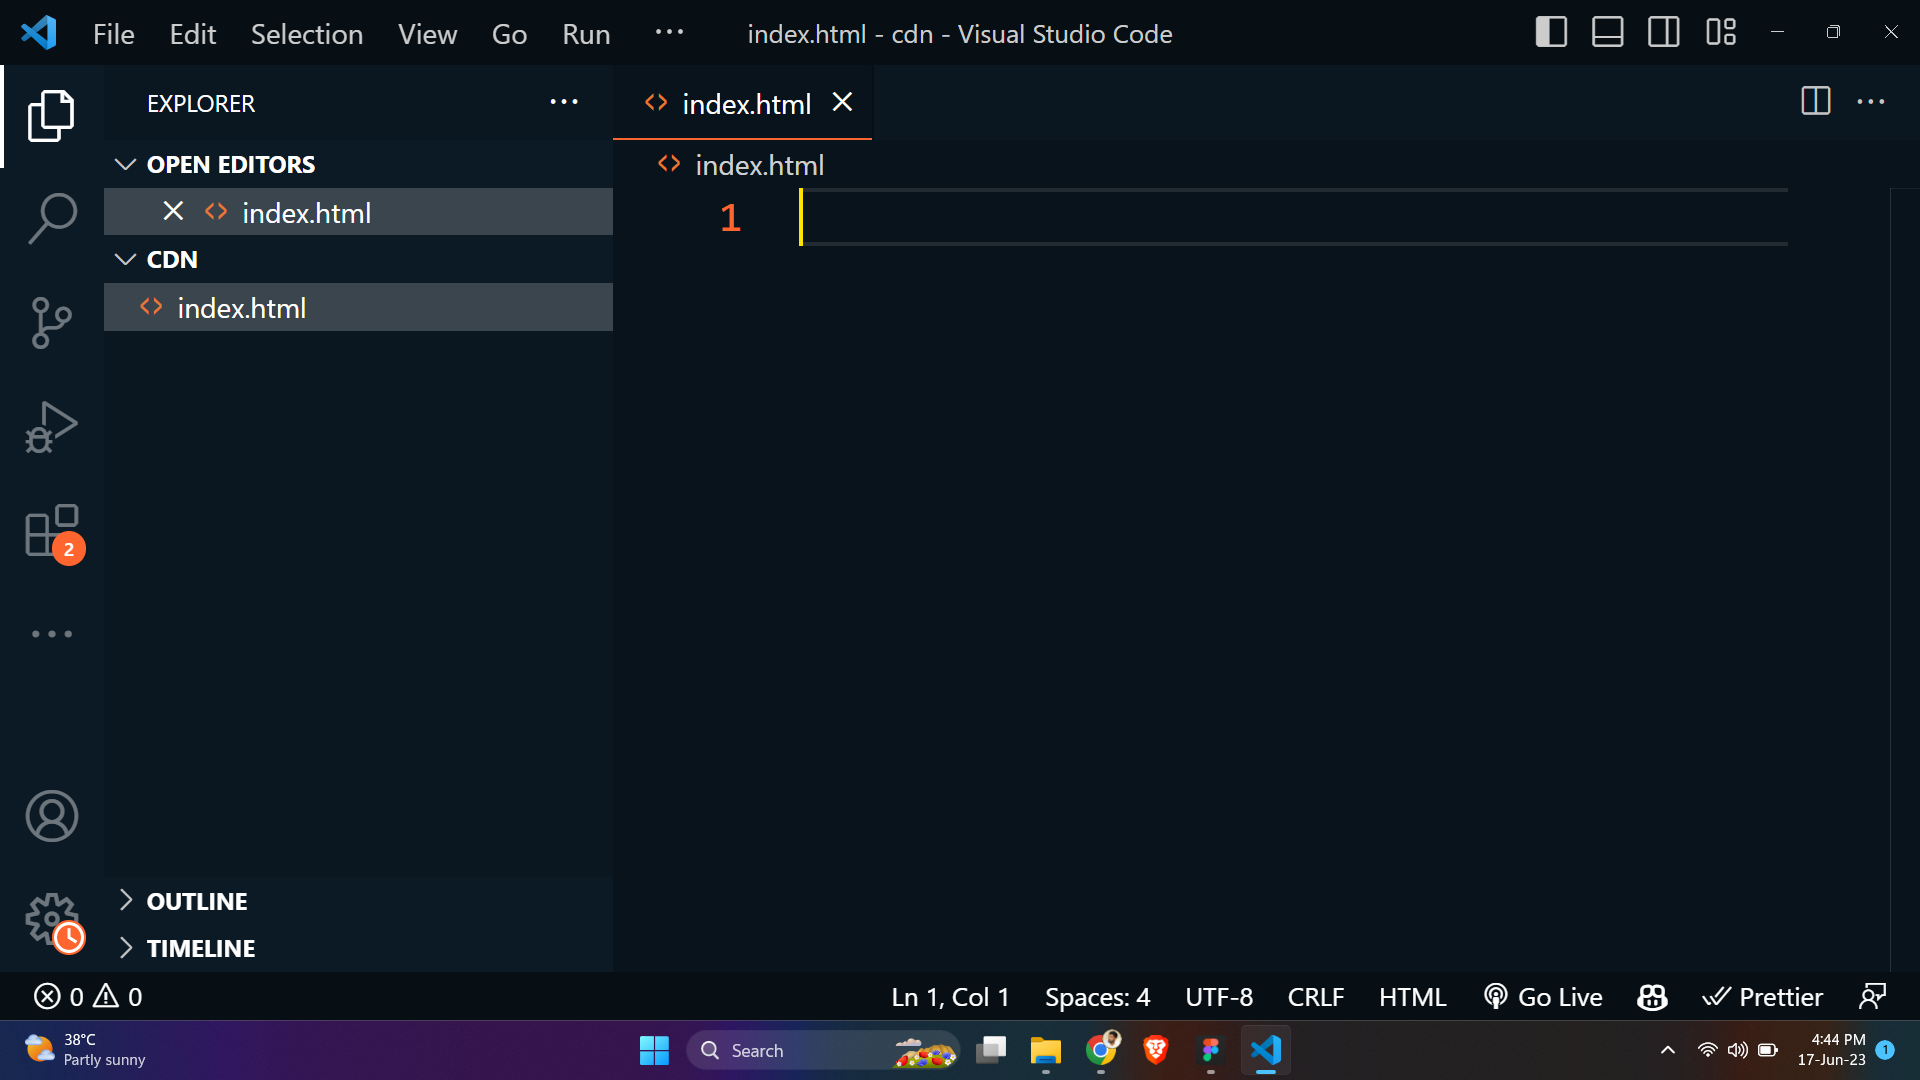 File Edit Selection View Go Run ··· index.html - cdn - Visual Studio Code
EXPLORER
OPEN EDITORS
index.html
CDN
index.html
index.html
index.html
1
2
OUTLINE
TIMELINE
0 0 Ln 1, Col 1 Spaces: 4 UTF-8 CRLF HTML Go Live Prettier
38°C
Partly sunny
Search
4:44 PM
17-Jun-23
1